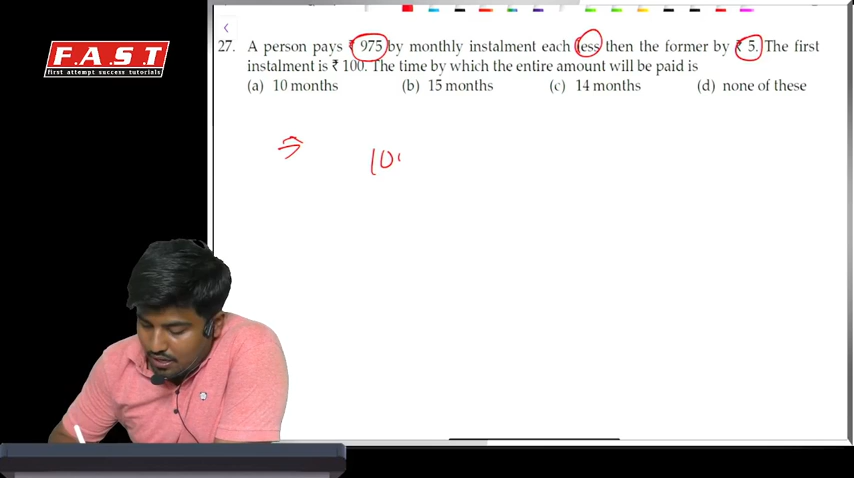 F.A.S.T
first attempt success tutorials
27. A person pays ₹ 975 by monthly instalment each less then the former by ₹ 5. The first
instalment is ₹ 100. The time by which the entire amount will be paid is
(a) 10 months (b) 15 months (c) 14 months (d) none of these
⇒ 10